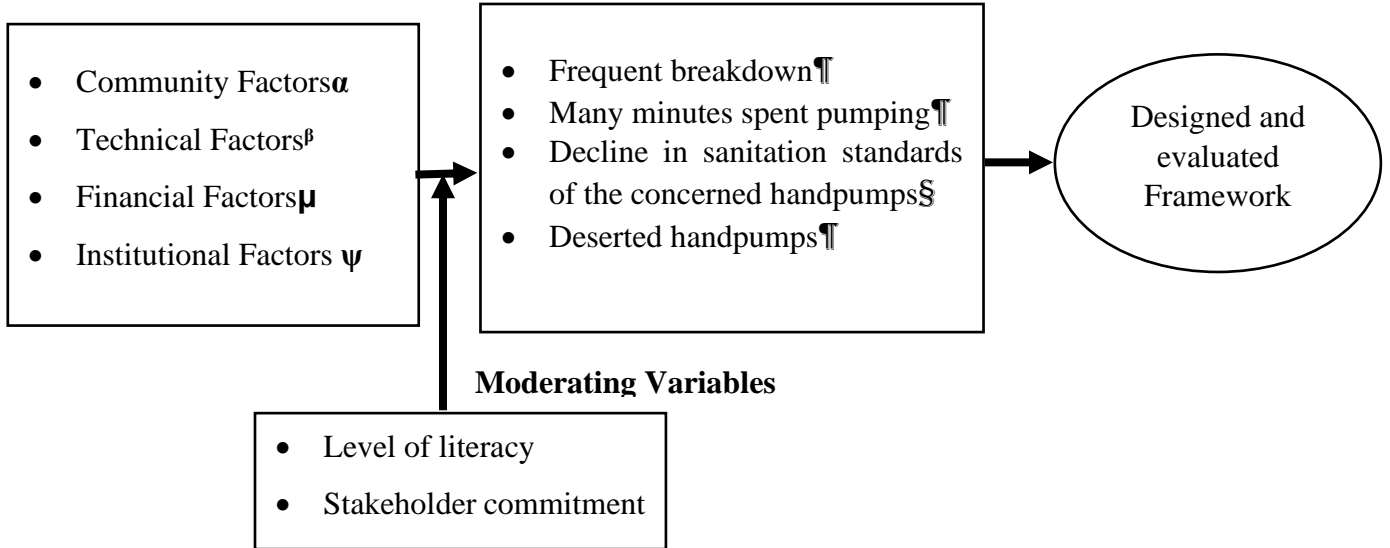 • Community Factorsα
• Technical Factorsᵝ
• Financial Factorsµ
• Institutional Factors ψ
• Frequent breakdown¶
• Many minutes spent pumping¶
• Decline in sanitation standards
of the concerned handpumps§
• Deserted handpumps¶
Designed and
evaluated
Framework
Moderating Variables
• Level of literacy
• Stakeholder commitment